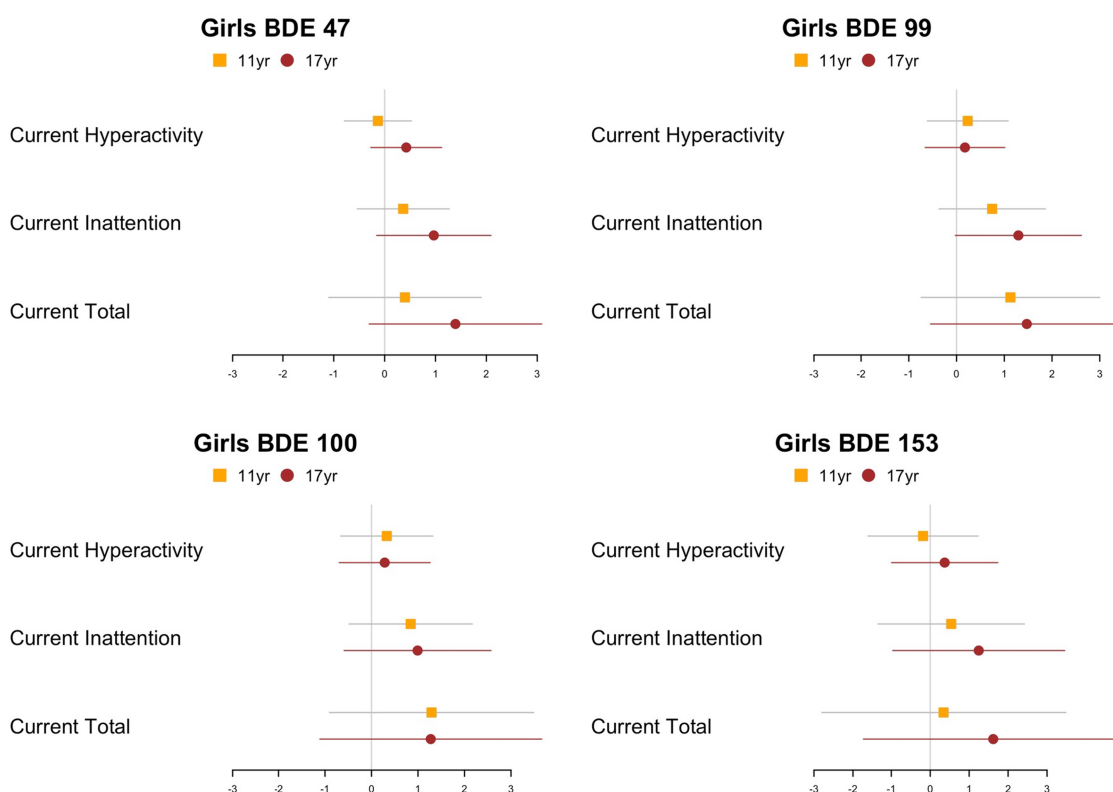 Girls BDE 47
11yr 17yr
Current Hyperactivity
Current Inattention
Current Total
-3 -2 -1 0 1 2 3
Girls BDE 99
11yr 17yr
Current Hyperactivity
Current Inattention
Current Total
-3 -2 -1 0 1 2 3
Girls BDE 100
11yr 17yr
Current Hyperactivity
Current Inattention
Current Total
-3 -2 -1 0 1 2 3
Girls BDE 153
11yr 17yr
Current Hyperactivity
Current Inattention
Current Total
-3 -2 -1 0 1 2 3